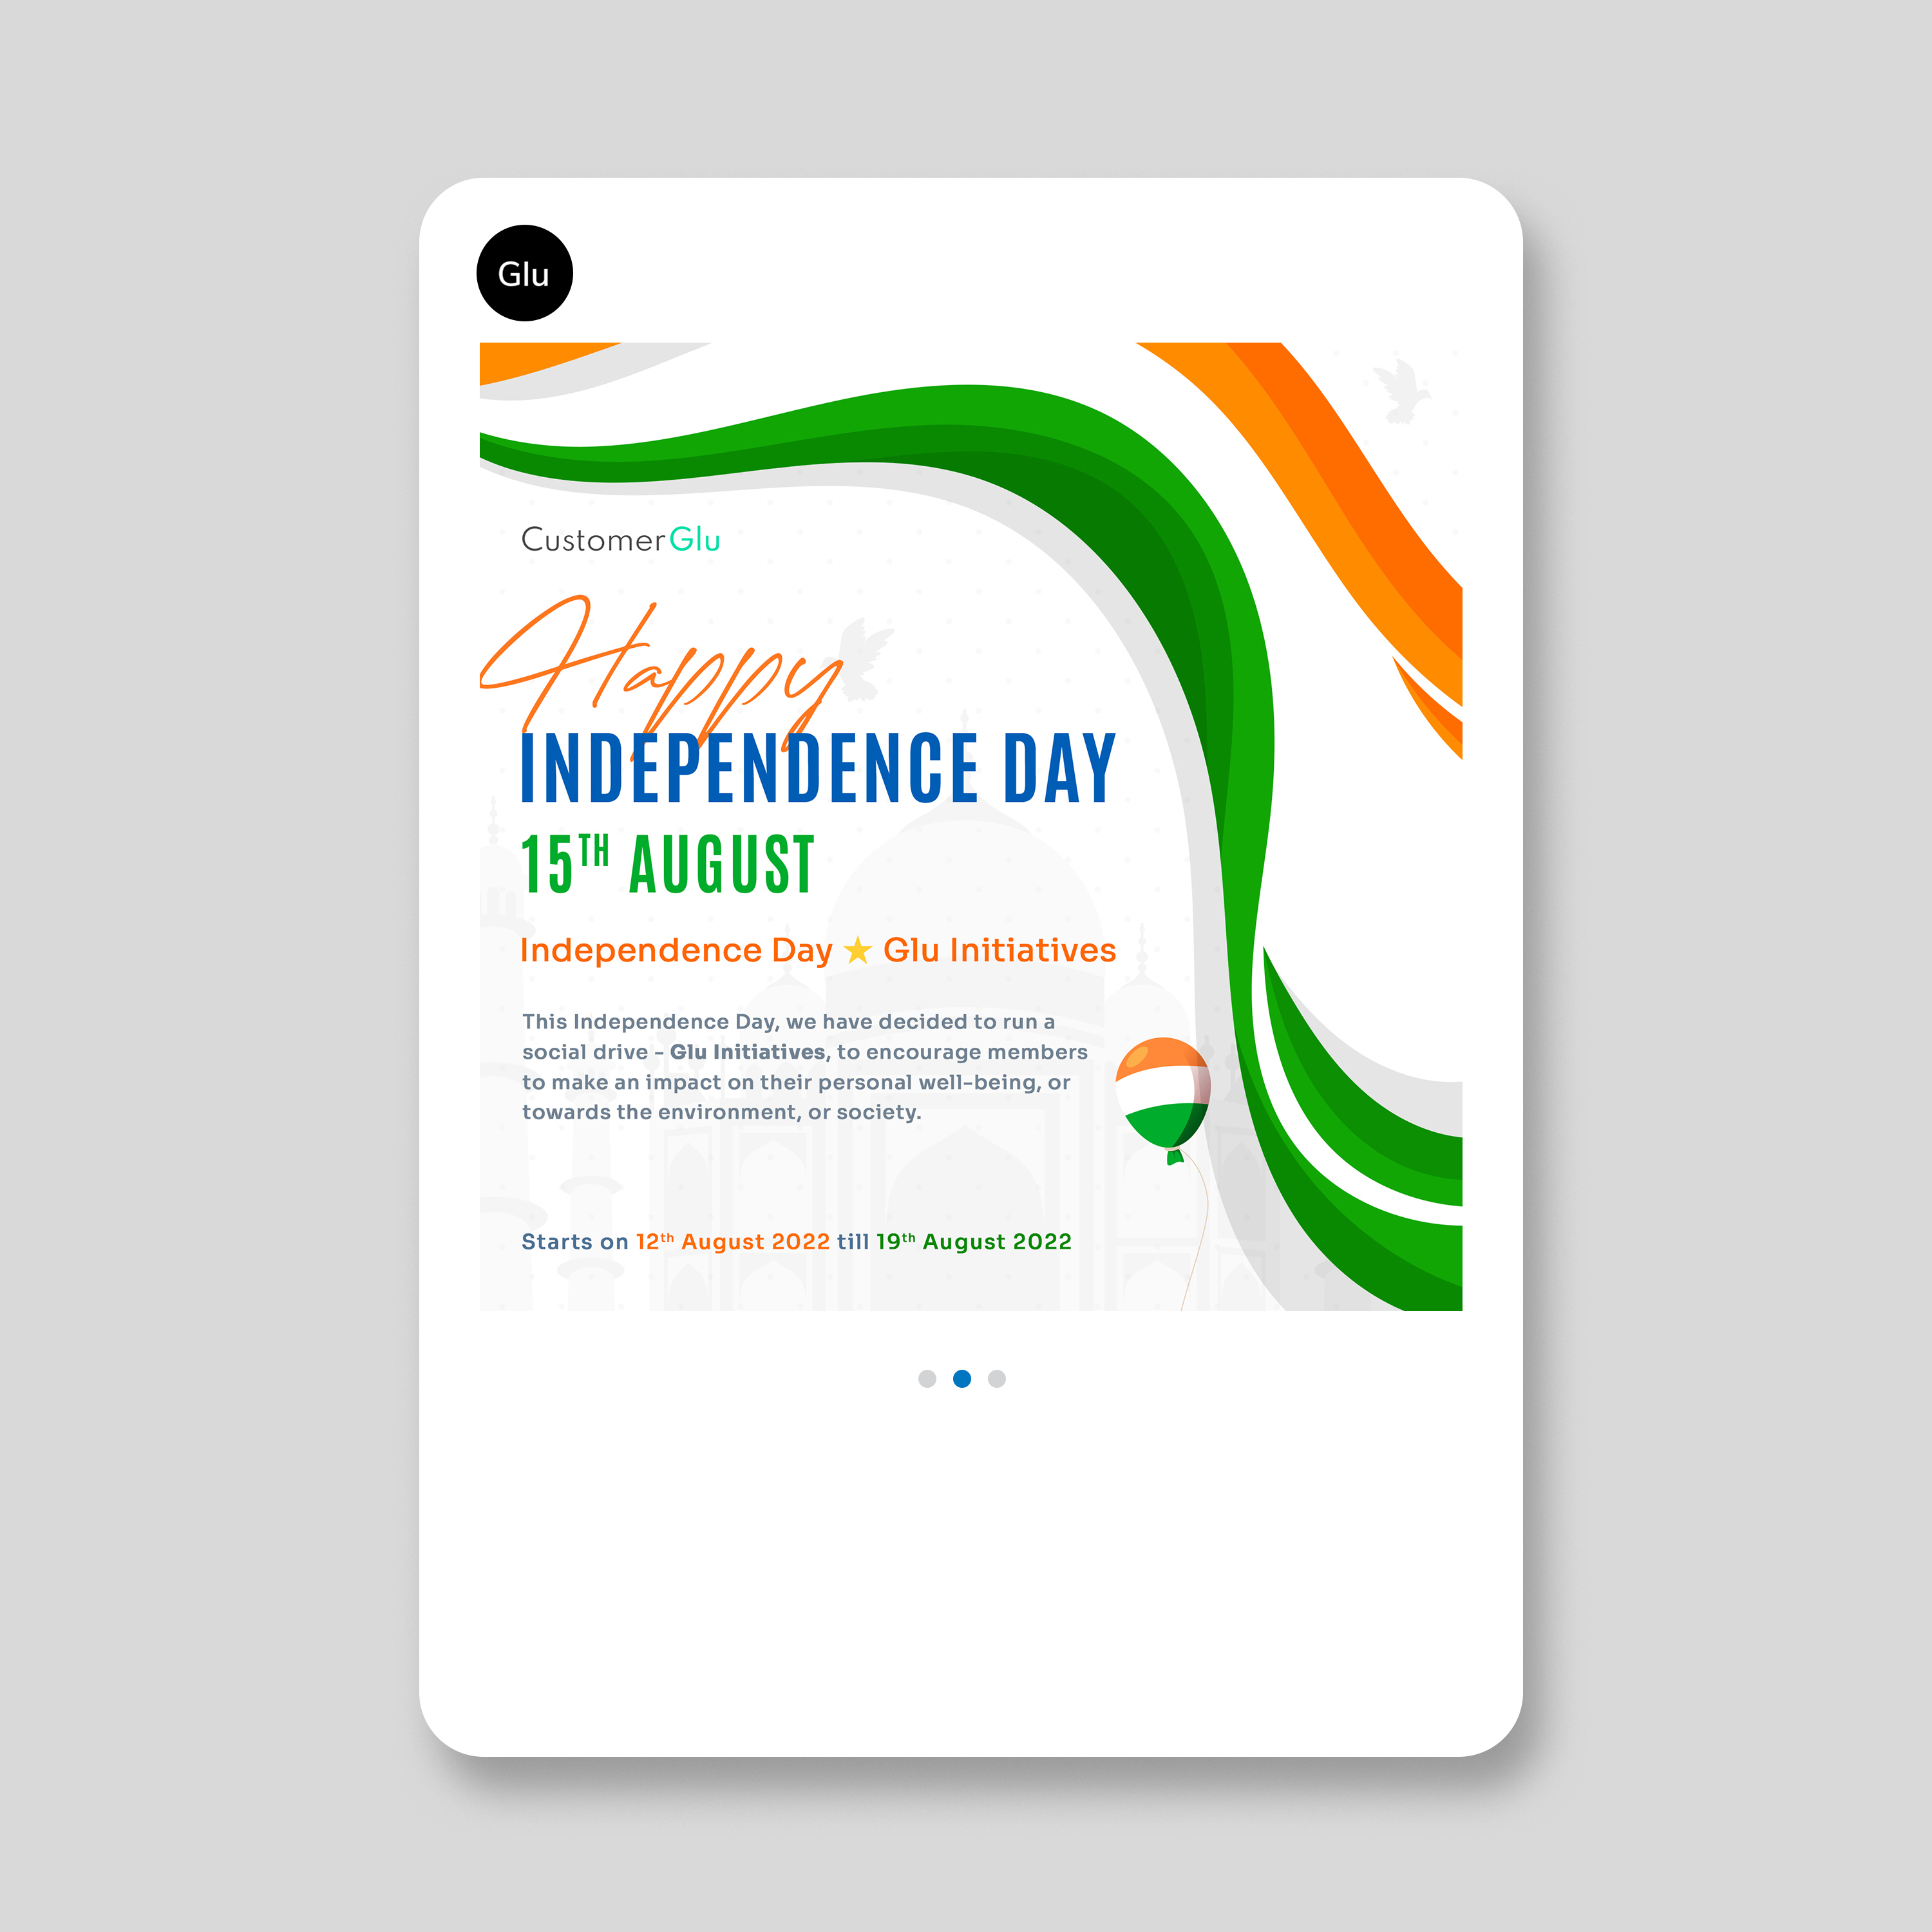 Glu
CustomerGlu
Happy
INDEPENDENCE DAY
15TH AUGUST
Independence Day ★ Glu Initiatives
This Independence Day, we have decided to run a
social drive - Glu Initiatives, to encourage members
to make an impact on their personal well-being, or
towards the environment, or society.
Starts on 12th August 2022 till 19th August 2022